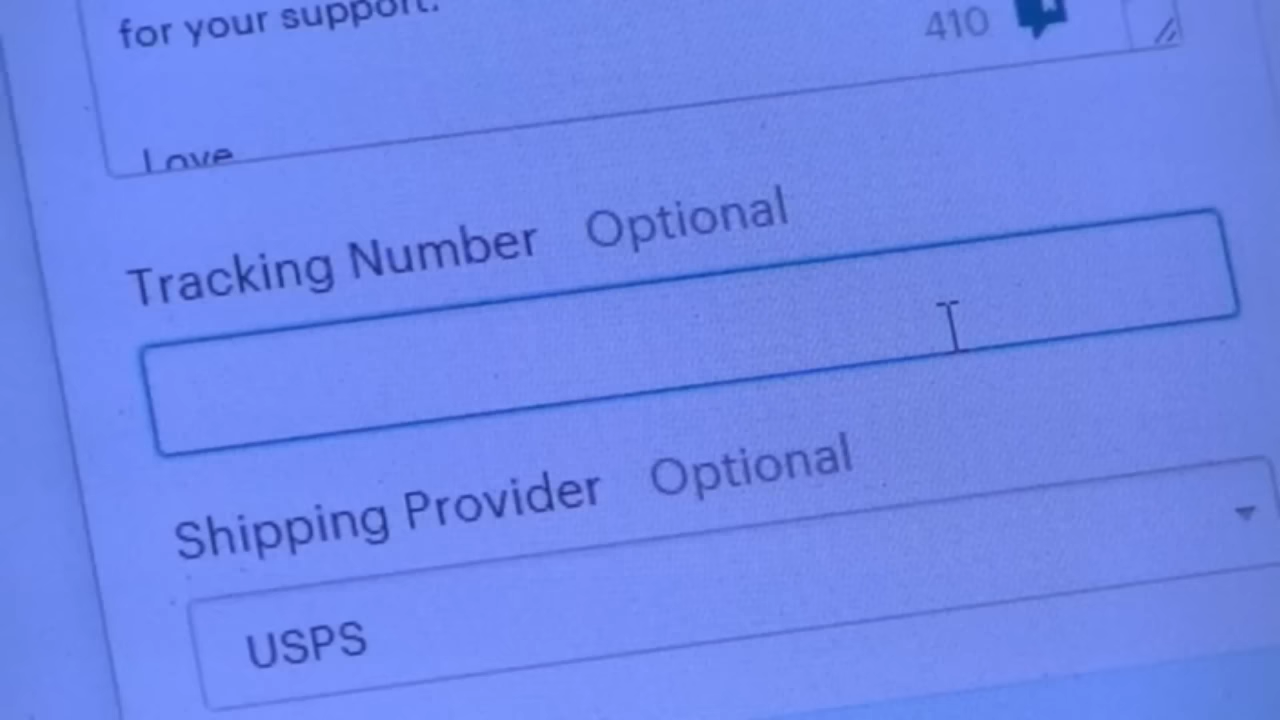 for your support.
410
Love
Tracking Number Optional
Shipping Provider Optional
USPS